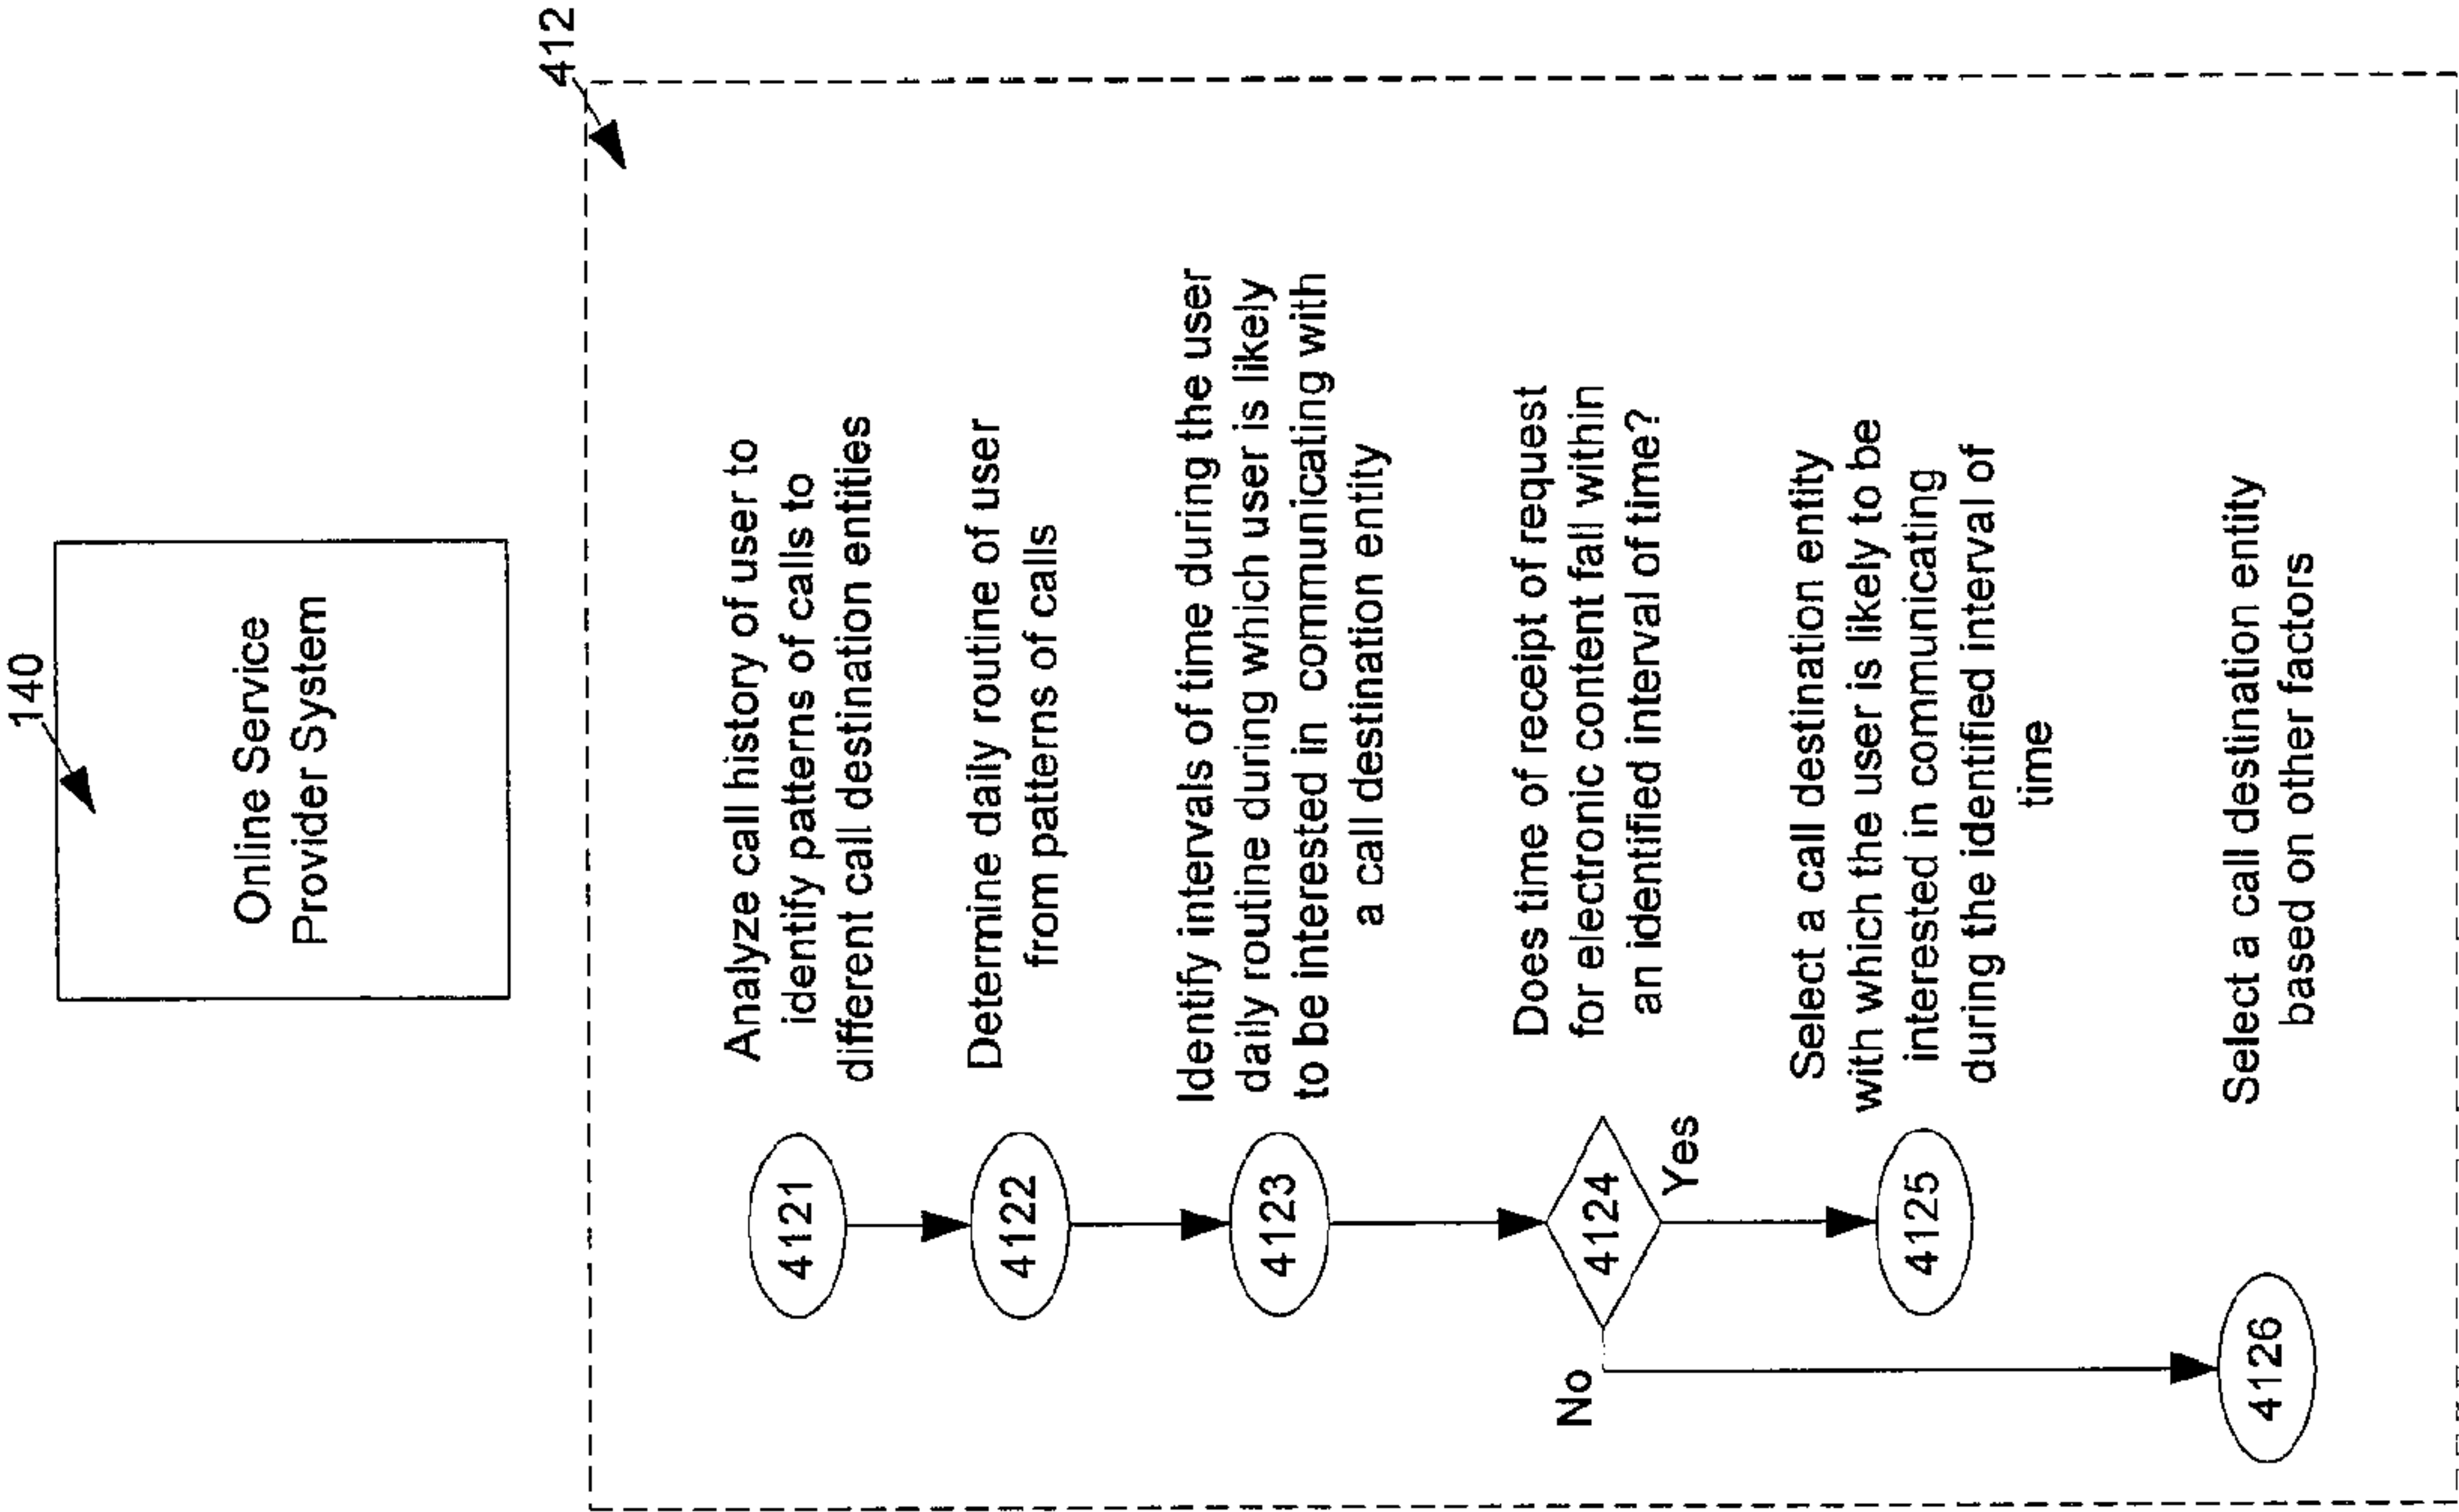 140
Online Service
Provider System
412
4121
Analyze call history of user to
identify patterns of calls to
different call destination entities
4122
Determine daily routine of user
from patterns of calls
4123
Identify intervals of time during the user
daily routine during which user is likely
to be interested in communicating with
a call destination entity
4124
Does time of receipt of request
for electronic content fall within
an identified interval of time?
Yes
No
4125
Select a call destination entity
with which the user is likely to be
interested in communicating
during the identified interval of
time
4126
Select a call destination entity
based on other factors